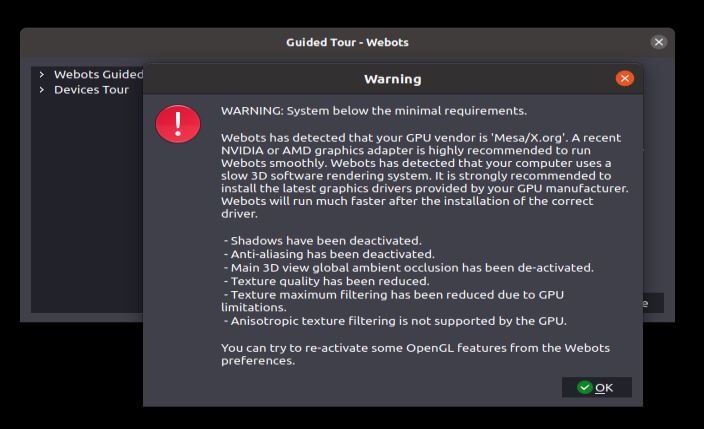 Guided Tour - Webots
Webots Guided
Devices Tour
Warning
WARNING: System below the minimal requirements.
Webots has detected that your GPU vendor is 'Mesa/X.org'. A recent
NVIDIA or AMD graphics adapter is highly recommended to run
Webots smoothly. Webots has detected that your computer uses a
slow 3D software rendering system. It is strongly recommended to
install the latest graphics drivers provided by your GPU manufacturer.
Webots will run much faster after the installation of the correct
driver.
- Shadows have been deactivated.
- Anti-aliasing has been deactivated.
- Main 3D view global ambient occlusion has been de-activated.
- Texture quality has been reduced.
- Texture maximum filtering has been reduced due to GPU
limitations.
- Anisotropic texture filtering is not supported by the GPU.
You can try to re-activate some OpenGL features from the Webots
preferences.
OK